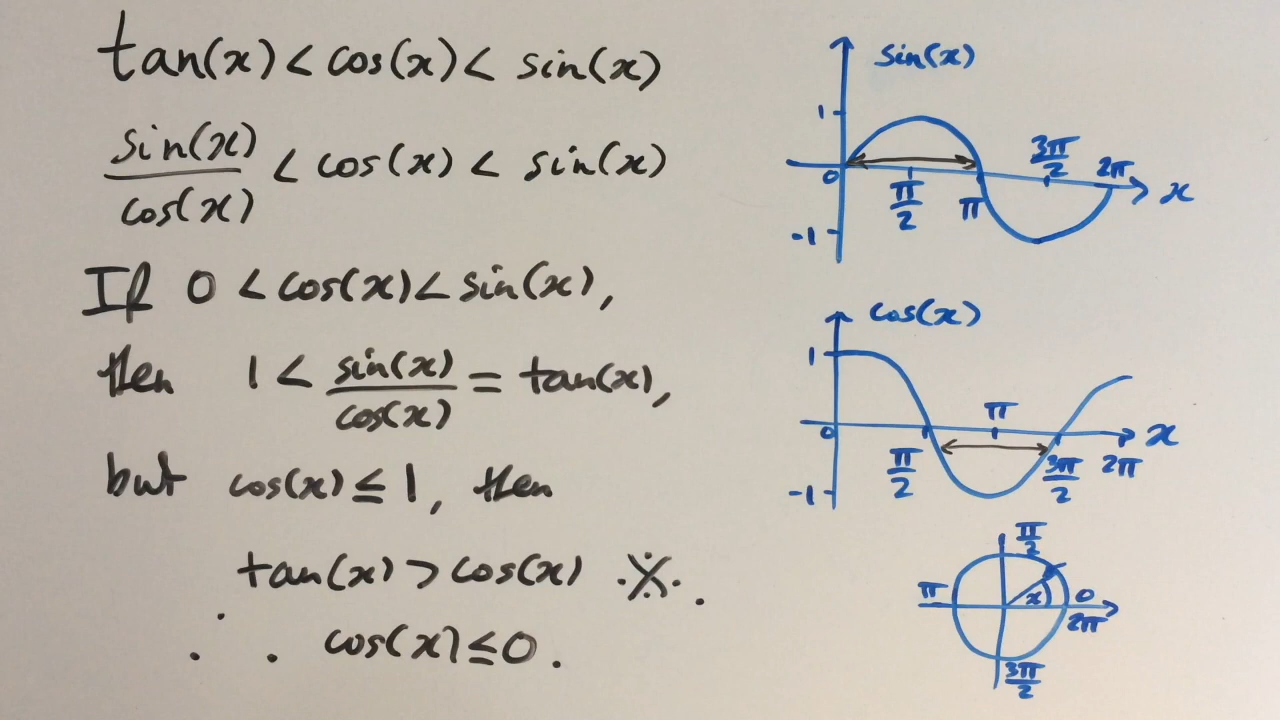 tan(x) < cos(x) < sin(x)
sin(x)/cos(x) < cos(x) < sin(x)
If 0 < cos(x) < sin(x),
then 1 < sin(x)/cos(x) = tan(x),
but cos(x) ≤ 1, then
tan(x) > cos(x) ※.
∴ cos(x) ≤ 0.
sin(x)
1
0
π/2
π
3π/2
2π
x
-1
cos(x)
1
0
π/2
π
3π/2
2π
x
-1
π/2
π
x
0
2π
3π/2